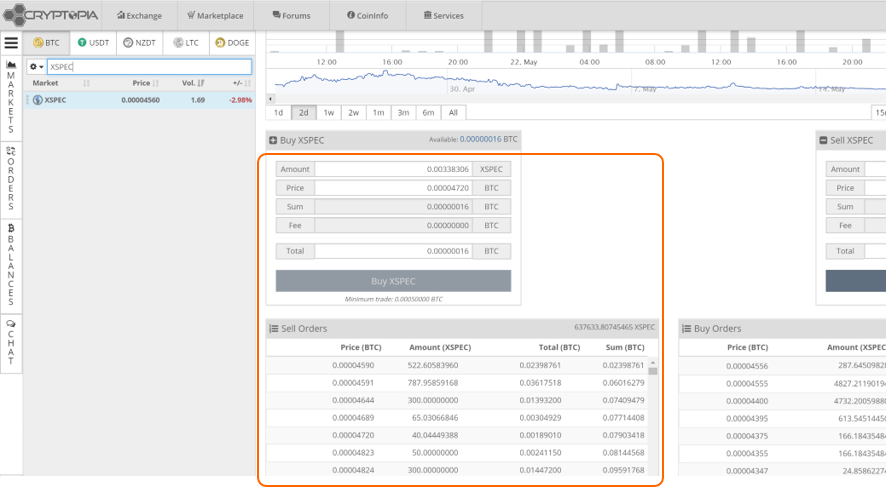 CRYPTOPIA Exchange Marketplace Forums CoinInfo Services
BTC USDT NZDT LTC DOGE
XSPEC
Market Price Vol. +/-
XSPEC 0.00004560 1.69 -2.98%
MARKETS
ORDERS
BALANCES
CHAT
12:00 16:00 20:00 22. May 04:00 08:00 12:00 16:00 20:00
30. Apr 7. May 14. May
1d 2d 1w 2w 1m 3m 6m All 15m
Buy XSPEC Available: 0.00000016 BTC
Amount 0.00338306 XSPEC
Price 0.00004720 BTC
Sum 0.00000016 BTC
Fee 0.00000000 BTC
Total 0.00000016 BTC
Buy XSPEC
Minimum trade: 0.00050000 BTC
Sell XSPEC
Amount
Price
Sum
Fee
Total
Sell Orders 637633.80745465 XSPEC
Price (BTC) Amount (XSPEC) Total (BTC) Sum (BTC)
0.00004590 522.60583960 0.02398761 0.02398761
0.00004591 787.95859168 0.03617518 0.06016279
0.00004644 300.00000000 0.01393200 0.07409479
0.00004689 65.03066846 0.00304929 0.07714408
0.00004720 40.04449388 0.00189010 0.07903418
0.00004823 50.00000000 0.00241150 0.08144568
0.00004824 300.00000000 0.01447200 0.09591768
Buy Orders
Price (BTC) Amount (XSPEC
0.00004556 287.6450982
0.00004555 4827.2119019
0.00004400 4732.2005988
0.00004395 613.5451445
0.00004375 166.1843548
0.00004355 166.1843548
0.00004347 24.8586227